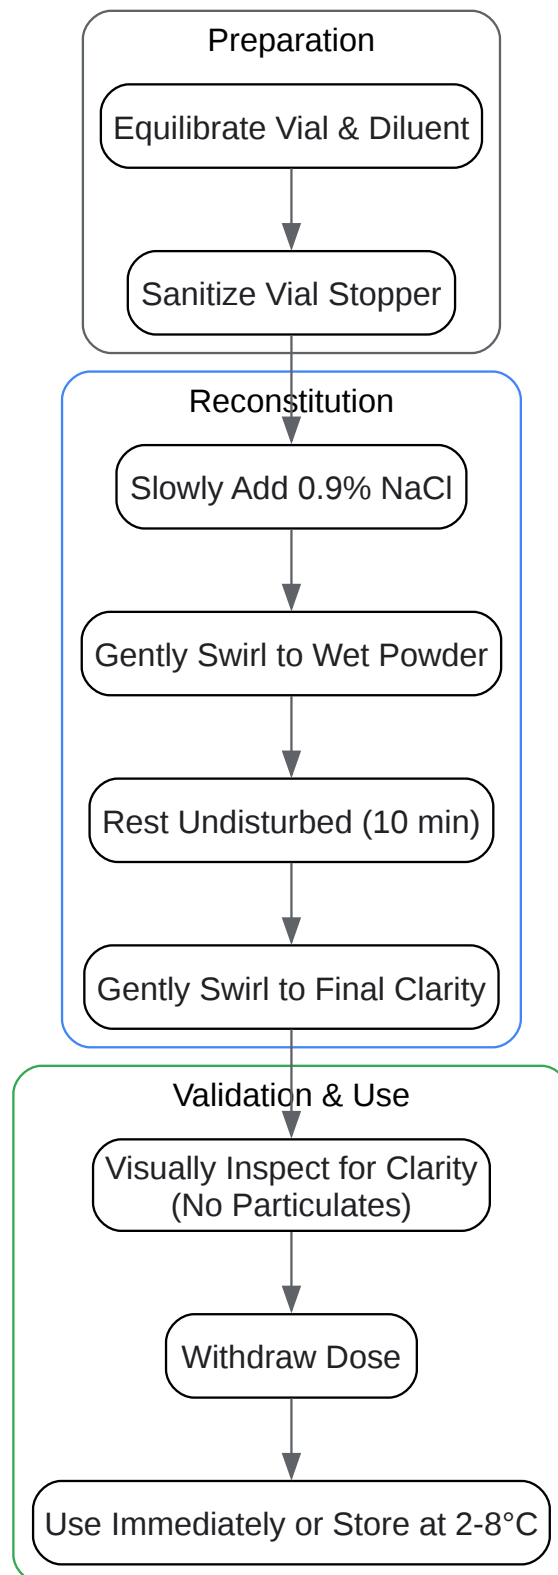 Preparation
Equilibrate Vial & Diluent
Sanitize Vial Stopper
Reconstitution
Slowly Add 0.9% NaCl
Gently Swirl to Wet Powder
Rest Undisturbed (10 min)
Gently Swirl to Final Clarity
Validation & Use
Visually Inspect for Clarity
(No Particulates)
Withdraw Dose
Use Immediately or Store at 2-8°C